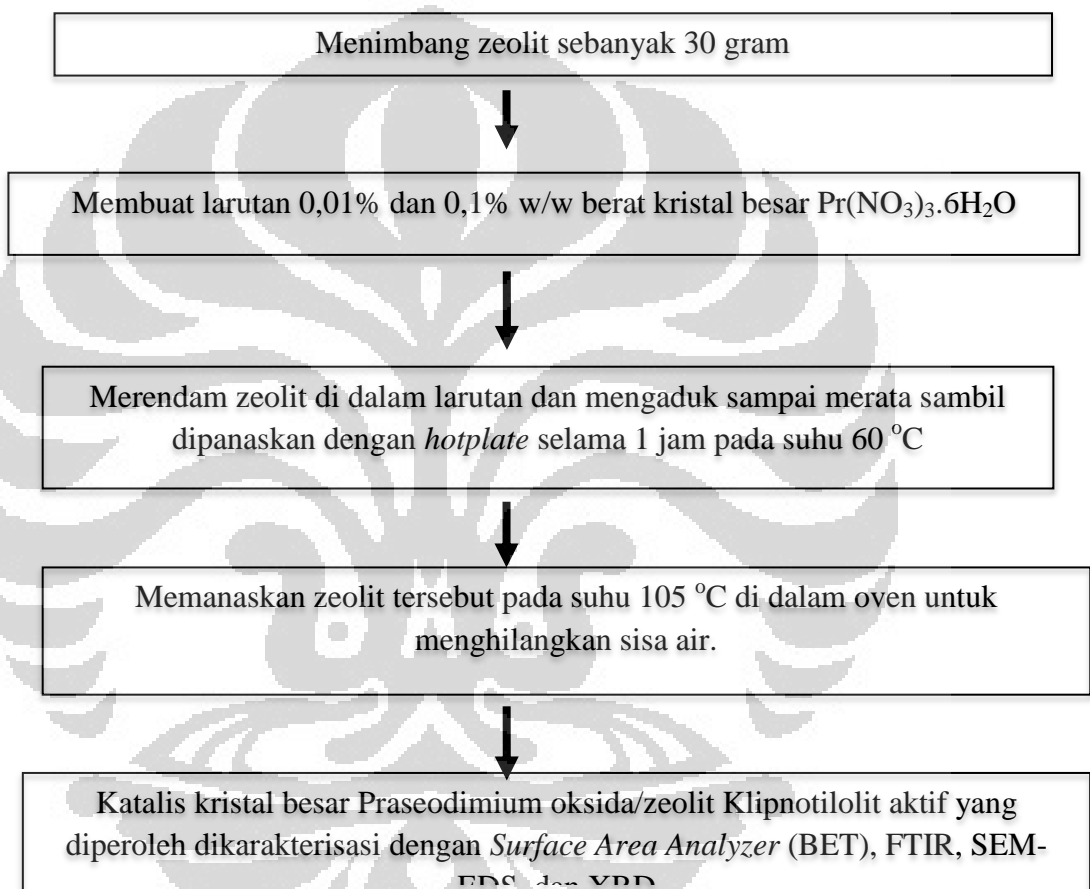 Menimbang zeolit sebanyak 30 gram
Membuat larutan 0,01% dan 0,1% w/w berat kristal besar Pr(NO₃)₃.6H₂O
Merendam zeolit di dalam larutan dan mengaduk sampai merata sambil
dipanaskan dengan hotplate selama 1 jam pada suhu 60 °C
Memanaskan zeolit tersebut pada suhu 105 °C di dalam oven untuk
menghilangkan sisa air.
Katalis kristal besar Praseodimium oksida/zeolit Klipnotilolit aktif yang
diperoleh dikarakterisasi dengan Surface Area Analyzer (BET), FTIR, SEM-
EDS, dan XRD